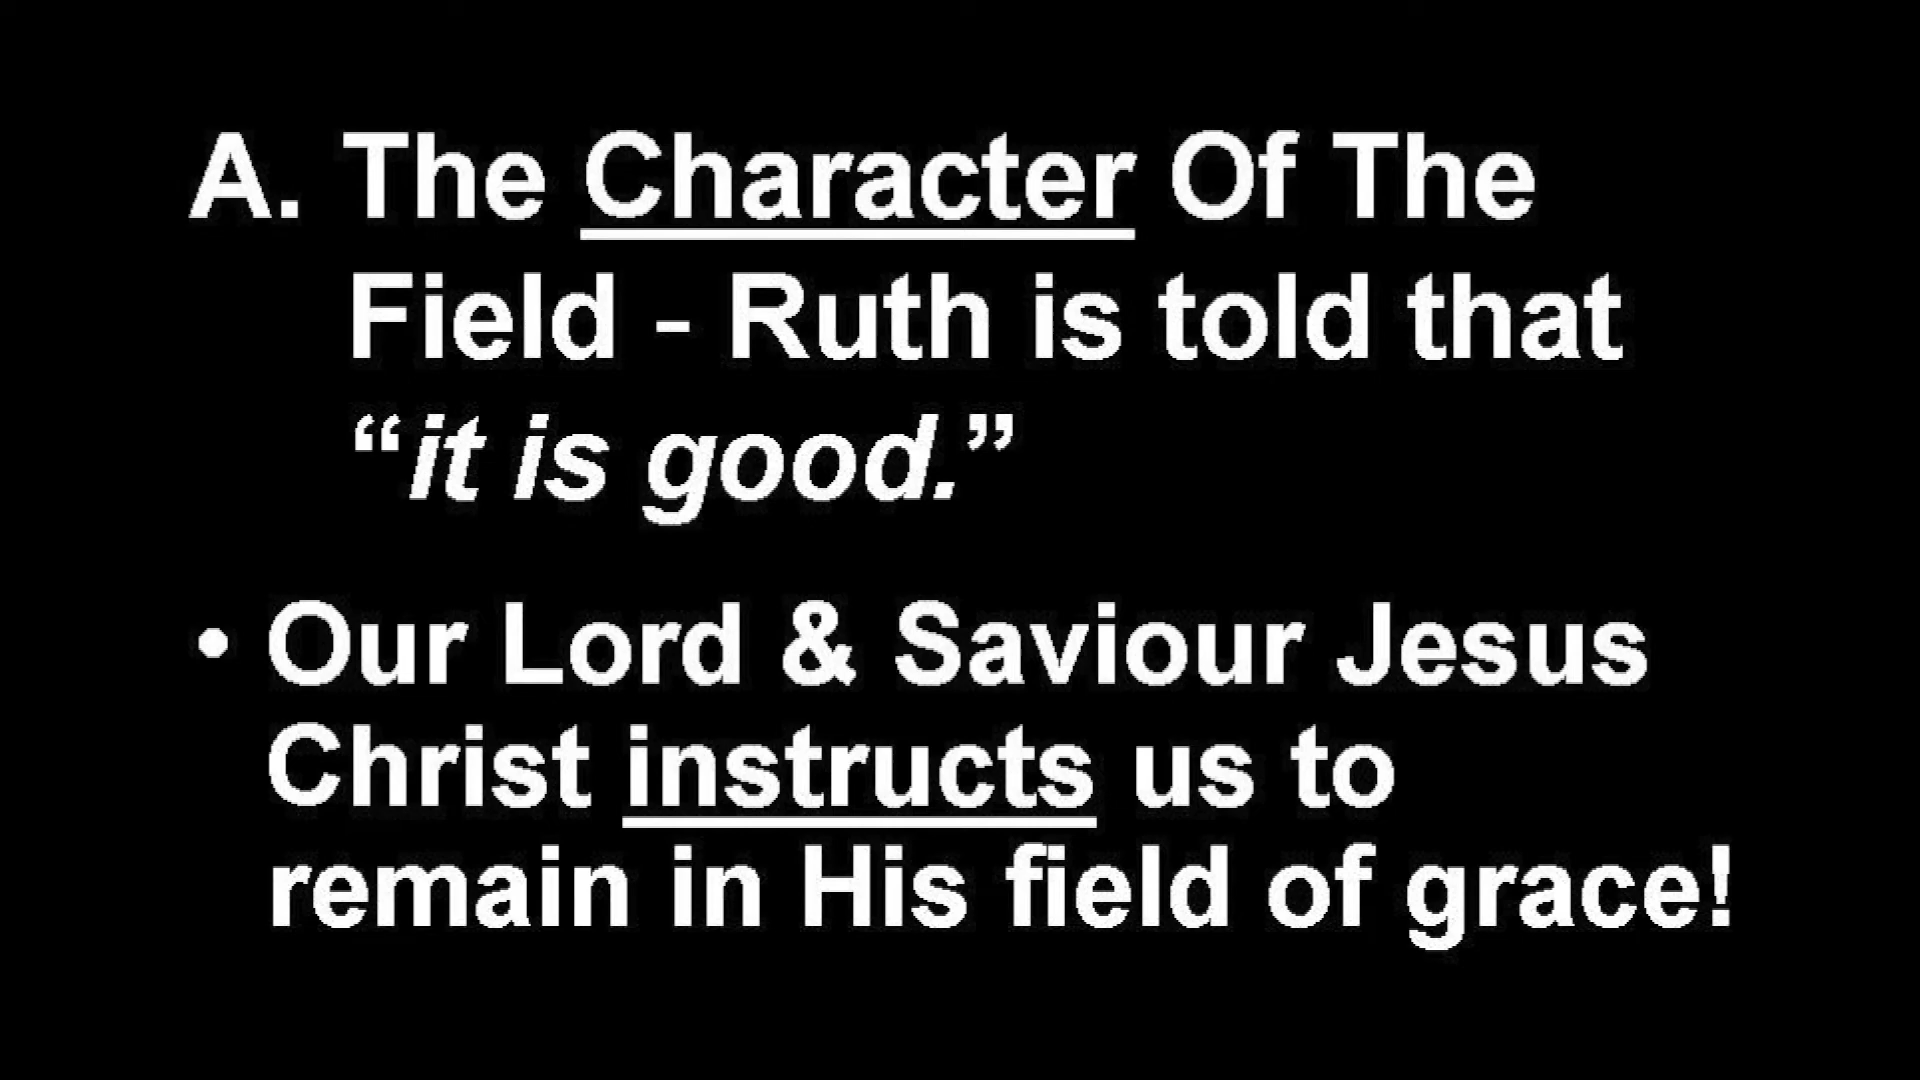 A. The Character Of The
Field - Ruth is told that
“it is good.”
• Our Lord & Saviour Jesus
Christ instructs us to
remain in His field of grace!